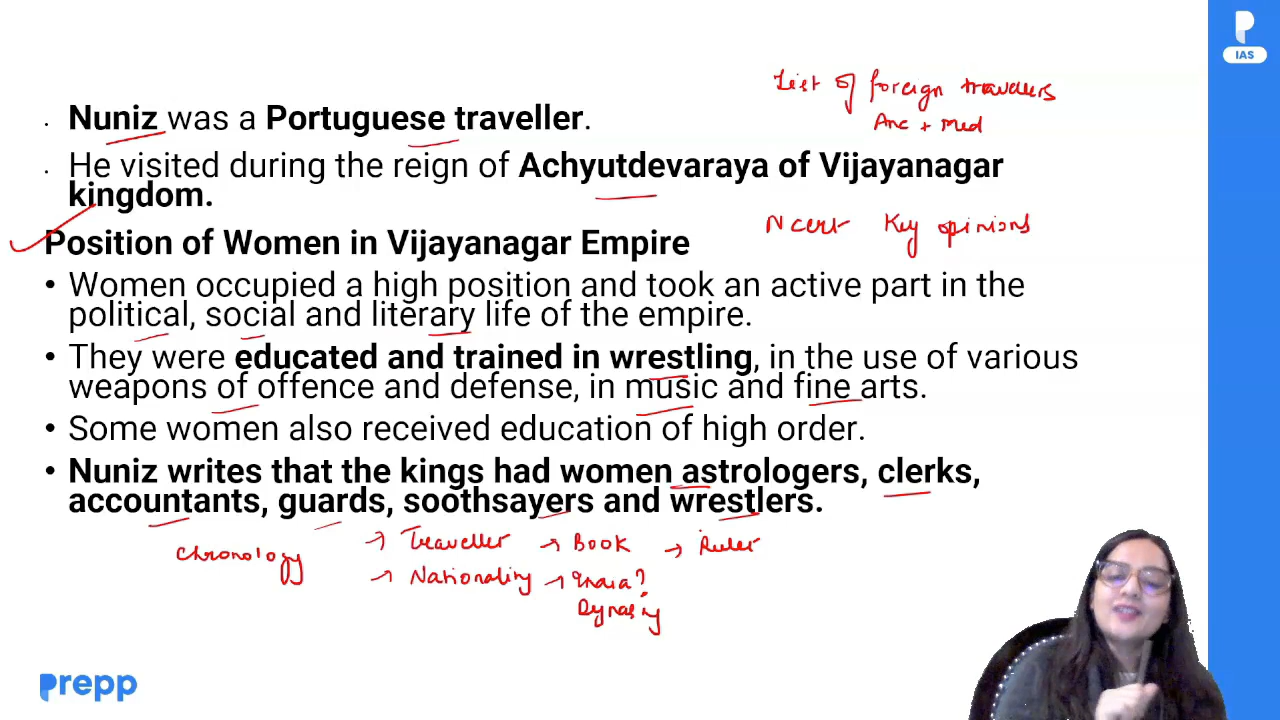 IAS
List of foreign travellers
Anc + Med
· Nuniz was a Portuguese traveller.
· He visited during the reign of Achyutdevaraya of Vijayanagar
kingdom.
Ncert Key opinions
Position of Women in Vijayanagar Empire
• Women occupied a high position and took an active part in the
political, social and literary life of the empire.
• They were educated and trained in wrestling, in the use of various
weapons of offence and defense, in music and fine arts.
• Some women also received education of high order.
• Nuniz writes that the kings had women astrologers, clerks,
accountants, guards, soothsayers and wrestlers.
Chronology → Traveller → Book → Ruler
→ Nationality → India?
Dynasty
prepp